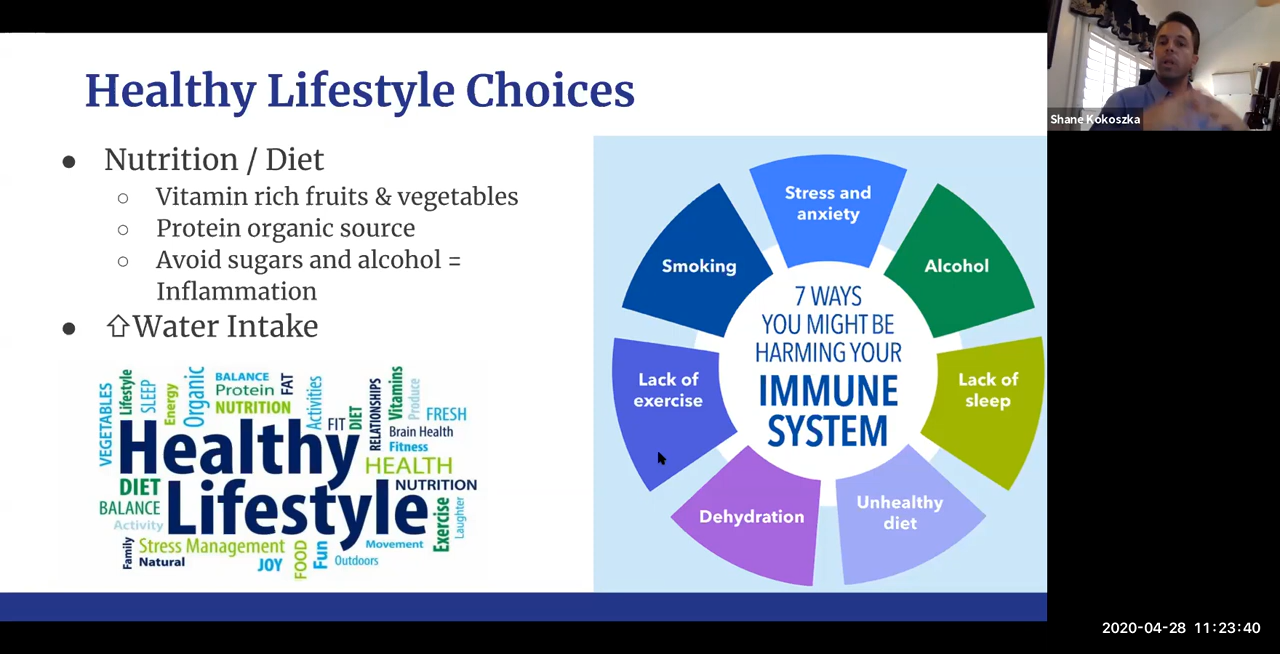 Healthy Lifestyle Choices
● Nutrition / Diet
○ Vitamin rich fruits & vegetables
○ Protein organic source
○ Avoid sugars and alcohol =
Inflammation
● ⇧Water Intake
VEGETABLES
Lifestyle
SLEEP
Energy
Organic
BALANCE
Protein
FAT
NUTRITION
Activities
FIT
DIET
RELATIONSHIPS
Vitamins
Produce
FRESH
Brain Health
Fitness
Healthy
HEALTH
NUTRITION
DIET
BALANCE
Lifestyle
Activity
Exercise
Laughter
Family
Stress Management
Natural
JOY
FOOD
Fun
Movement
Outdoors
Stress and
anxiety
Alcohol
Lack of
sleep
Unhealthy
diet
Dehydration
Lack of
exercise
Smoking
7 WAYS
YOU MIGHT BE
HARMING YOUR
IMMUNE
SYSTEM
Shane Kokoszka
2020-04-28 11:23:40